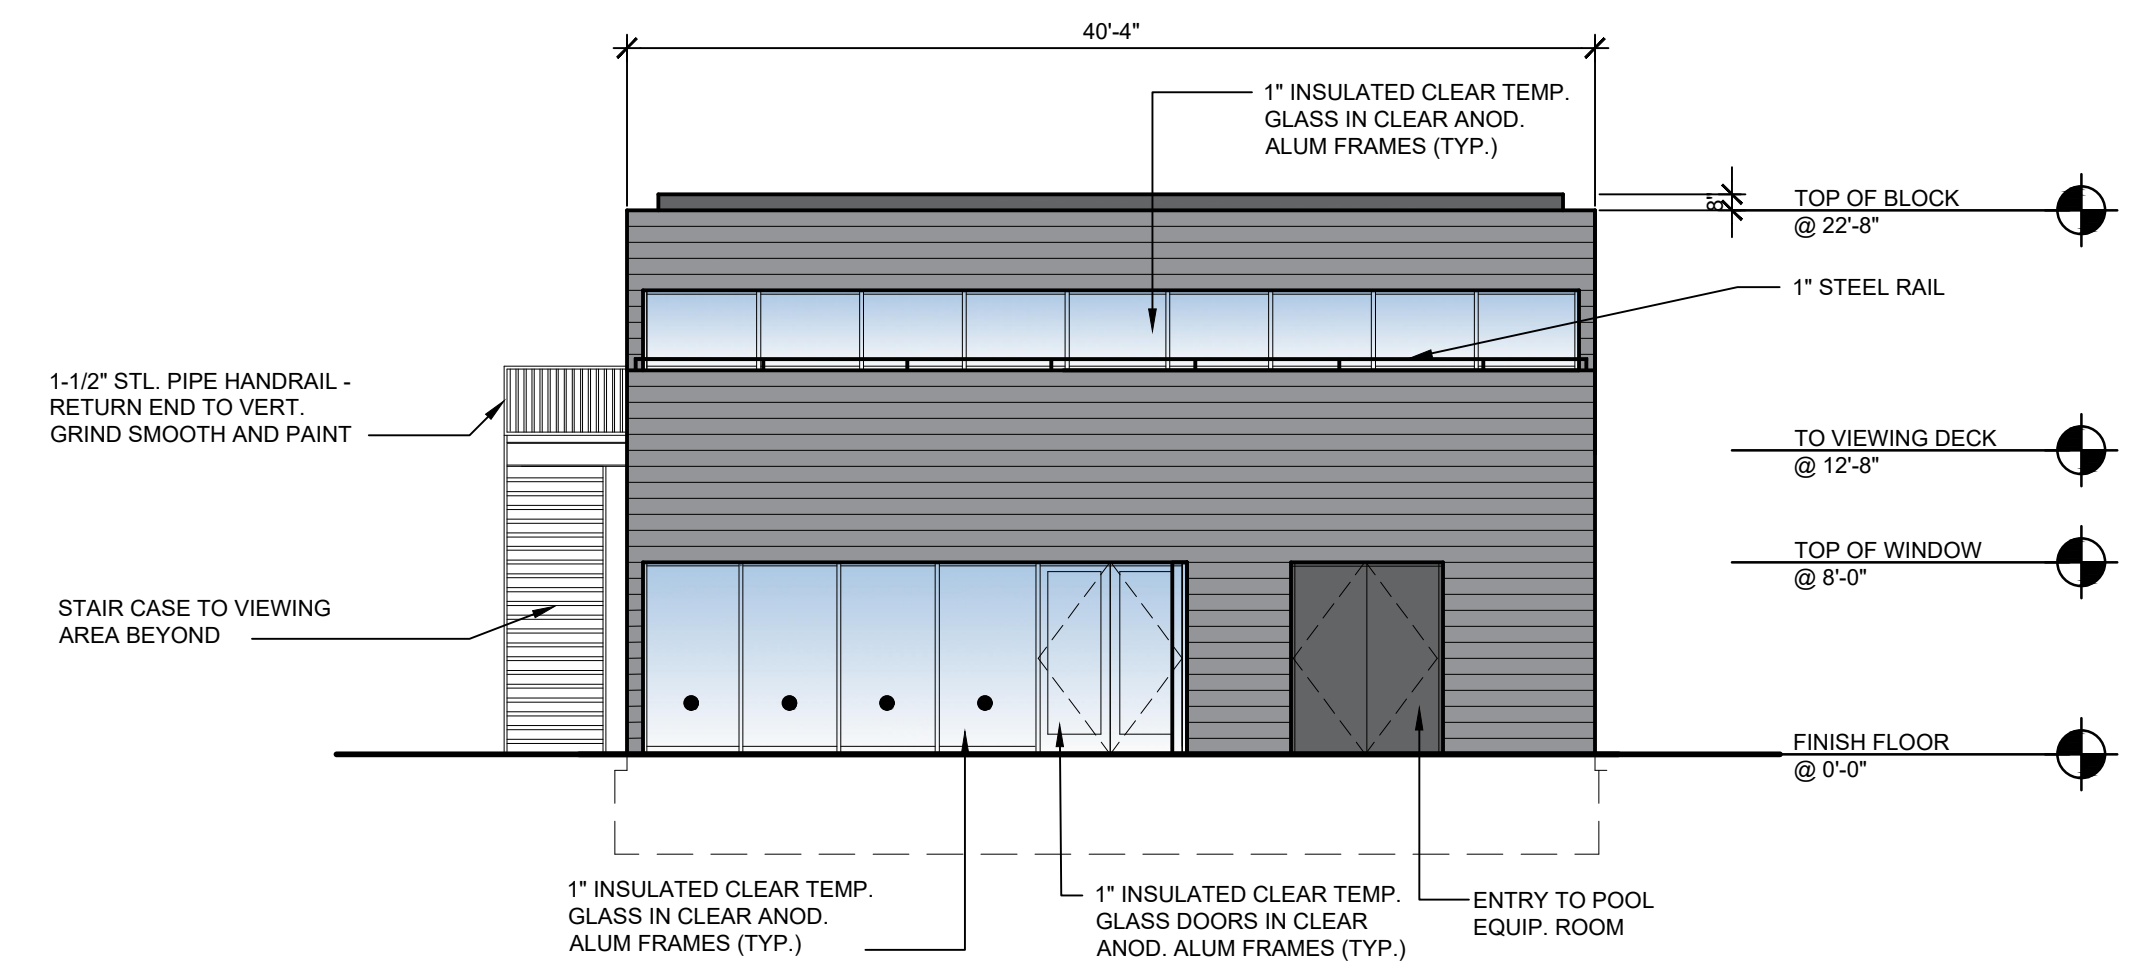 40'-4"
1" INSULATED CLEAR TEMP.
GLASS IN CLEAR ANOD.
ALUM FRAMES (TYP.)
8"
TOP OF BLOCK
@ 22'-8"
1" STEEL RAIL
1-1/2" STL. PIPE HANDRAIL -
RETURN END TO VERT.
GRIND SMOOTH AND PAINT
TO VIEWING DECK
@ 12'-8"
TOP OF WINDOW
@ 8'-0"
STAIR CASE TO VIEWING
AREA BEYOND
FINISH FLOOR
@ 0'-0"
1" INSULATED CLEAR TEMP.
GLASS IN CLEAR ANOD.
ALUM FRAMES (TYP.)
1" INSULATED CLEAR TEMP.
GLASS DOORS IN CLEAR
ANOD. ALUM FRAMES (TYP.)
ENTRY TO POOL
EQUIP. ROOM